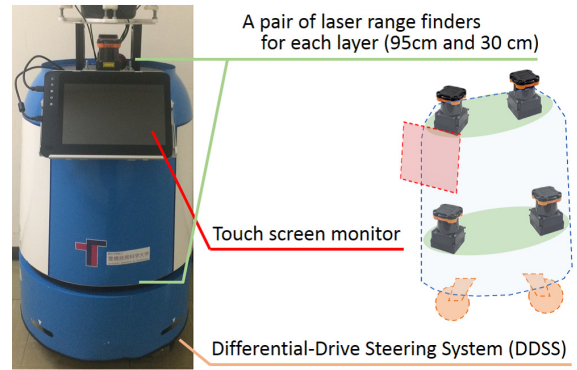 A pair of laser range finders
for each layer (95cm and 30 cm)
Touch screen monitor
Differential-Drive Steering System (DDSS)